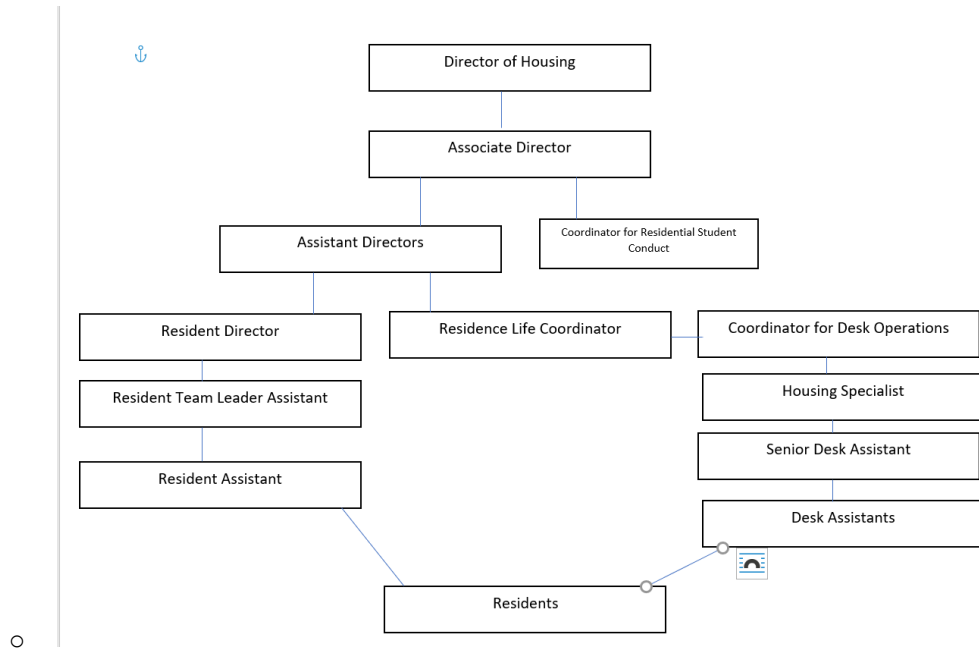 Director of Housing
Associate Director
Assistant Directors
Coordinator for Residential Student
Conduct
Resident Director
Residence Life Coordinator
Coordinator for Desk Operations
Resident Team Leader Assistant
Housing Specialist
Senior Desk Assistant
Resident Assistant
Desk Assistants
Residents